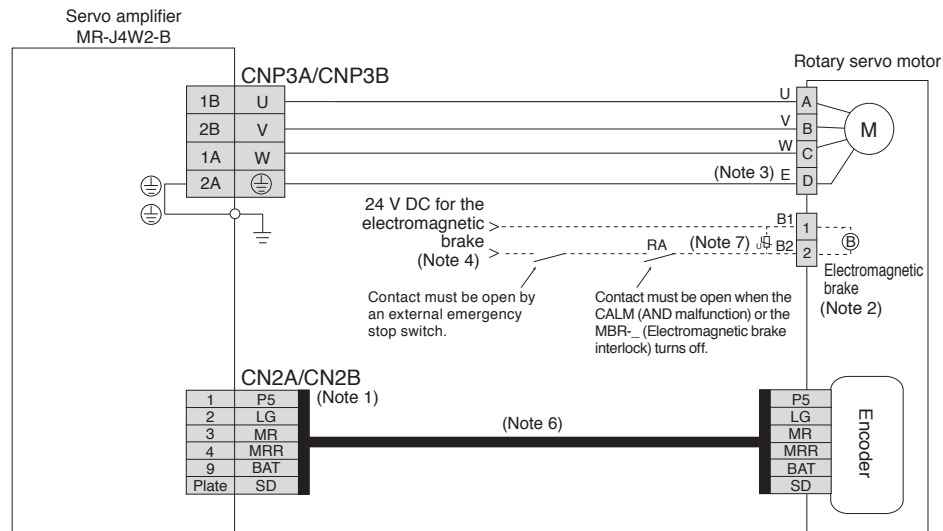 Servo amplifier
MR-J4W2-B
Rotary servo motor
CNP3A/CNP3B
1B U
2B V
1A W
2A
U A
V B
W C
(Note 3) E D
M
24 V DC for the
electromagnetic
brake
(Note 4)
B1 1
RA (Note 7) U B2 2
B
Electromagnetic
brake
(Note 2)
Contact must be open by
an external emergency
stop switch.
Contact must be open when the
CALM (AND malfunction) or the
MBR-_ (Electromagnetic brake
interlock) turns off.
CN2A/CN2B
(Note 1)
1 P5
2 LG
3 MR
4 MRR
9 BAT
Plate SD
(Note 6)
P5
LG
MR
MRR
BAT
SD
Encoder